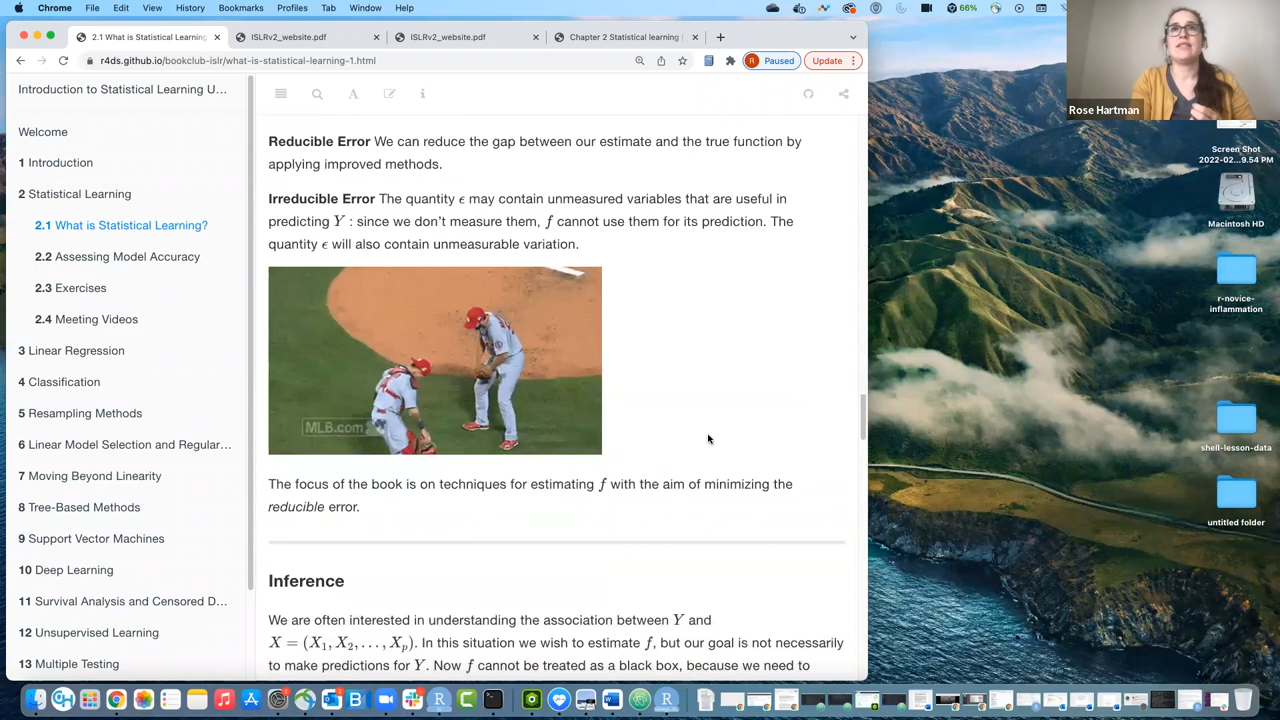 Chrome File Edit View History Bookmarks Profiles Tab Window Help
66%
2.1 What is Statistical Learning
ISLRv2_website.pdf
ISLRv2_website.pdf
Chapter 2 Statistical learning
r4ds.github.io/bookclub-islr/what-is-statistical-learning-1.html
R Paused
Update
Introduction to Statistical Learning U...
Welcome
1 Introduction
2 Statistical Learning
2.1 What is Statistical Learning?
2.2 Assessing Model Accuracy
2.3 Exercises
2.4 Meeting Videos
3 Linear Regression
4 Classification
5 Resampling Methods
6 Linear Model Selection and Regular...
7 Moving Beyond Linearity
8 Tree-Based Methods
9 Support Vector Machines
10 Deep Learning
11 Survival Analysis and Censored D...
12 Unsupervised Learning
13 Multiple Testing
Reducible Error We can reduce the gap between our estimate and the true function by
applying improved methods.
Irreducible Error The quantity ϵ may contain unmeasured variables that are useful in
predicting Y : since we don't measure them, f cannot use them for its prediction. The
quantity ϵ will also contain unmeasurable variation.
MLB.com
The focus of the book is on techniques for estimating f with the aim of minimizing the
reducible error.
Inference
We are often interested in understanding the association between Y and
X = (X1, X2, . . . , Xp). In this situation we wish to estimate f, but our goal is not necessarily
to make predictions for Y. Now f cannot be treated as a black box, because we need to
Rose Hartman
Screen Shot
2022-02...9.54 PM
Macintosh HD
r-novice-
inflammation
shell-lesson-data
untitled folder